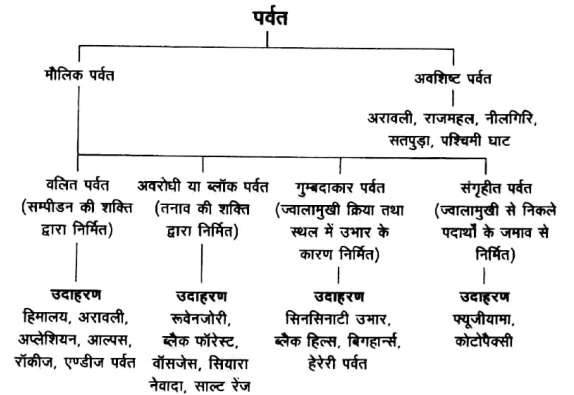 पर्वत
मौलिक पर्वत
अवशिष्ट पर्वत
अरावली, राजमहल, नीलगिरि,
सतपुड़ा, पश्चिमी घाट
वलित पर्वत
(सम्पीडन की शक्ति
द्वारा निर्मित)
अवरोधी या ब्लॉक पर्वत
(तनाव की शक्ति
द्वारा निर्मित)
गुम्बदाकार पर्वत
(ज्वालामुखी क्रिया तथा
स्थल में उभार के
कारण निर्मित)
संगृहीत पर्वत
(ज्वालामुखी से निकले
पदार्थों के जमाव से
निर्मित)
उदाहरण
हिमालय, अरावली,
अप्लेशियन, आल्पस,
रॉकीज, एण्डीज पर्वत
उदाहरण
रूवेनजोरी,
ब्लैक फॉरेस्ट,
वॉसजेस, सियारा
नेवादा, साल्ट रेंज
उदाहरण
सिनसिनाटी उभार,
ब्लैक हिल्स, बिगहार्न्स,
हेरेरी पर्वत
उदाहरण
फ्यूजीयामा,
कोटोपैक्सी